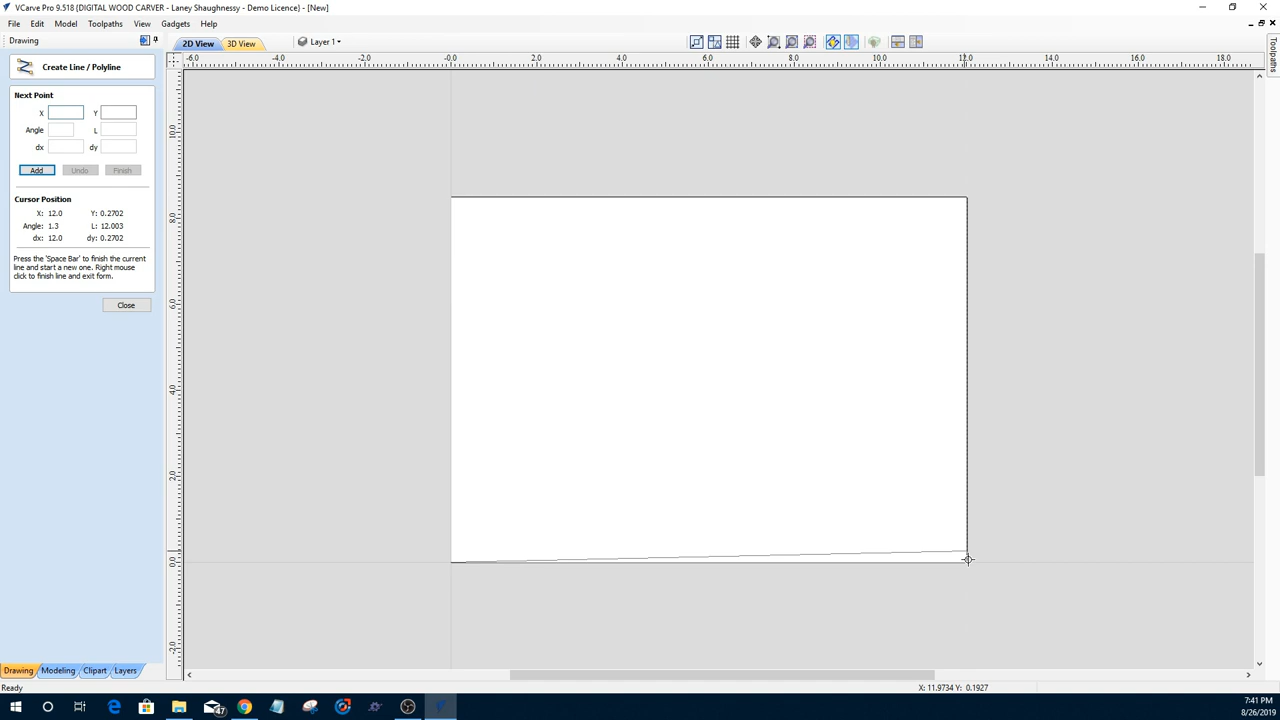 VCarve Pro 9.518 {DIGITAL WOOD CARVER - Laney Shaughnessy - Demo Licence} - [New]
File Edit Model Toolpaths View Gadgets Help
Drawing
2D View 3D View Layer 1
Create Line / Polyline
-6.0 -4.0 -2.0 -0.0 2.0 4.0 6.0 8.0 10.0 12.0 14.0 16.0 18.0
Toolpaths
Next Point
X Y
Angle L
dx dy
Add Undo Finish
Cursor Position
X: 12.0 Y: 0.2702
Angle: 1.3 L: 12.003
dx: 12.0 dy: 0.2702
Press the 'Space Bar' to finish the current
line and start a new one. Right mouse
click to finish line and exit form.
Close
10.0
8.0
6.0
4.0
2.0
0.0
-2.0
Drawing Modeling Clipart Layers
Ready
X: 11.9734 Y: 0.1927
47
7:41 PM
8/26/2019